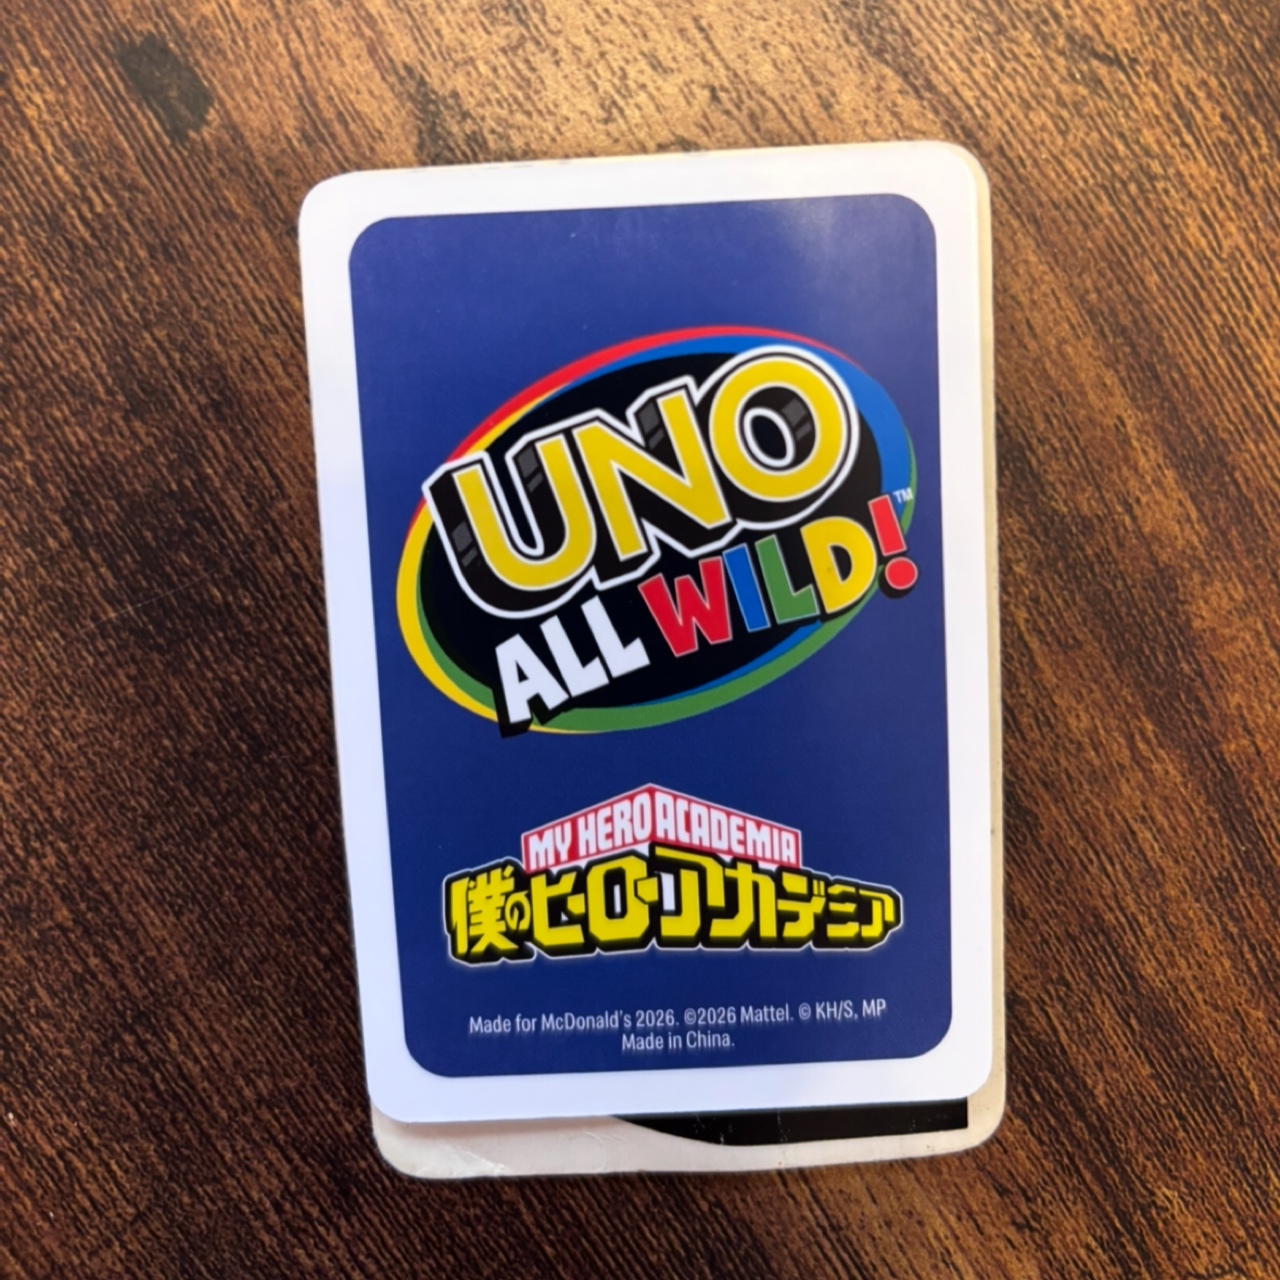 UNO
ALL WILD!™
MY HERO ACADEMIA
僕のヒーローアカデミア
Made for McDonald's 2026. ©2026 Mattel. © KH/S, MP
Made in China.